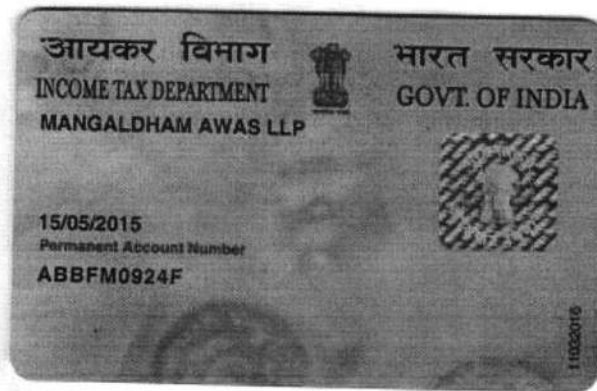 आयकर विभाग
भारत सरकार
INCOME TAX DEPARTMENT
GOVT. OF INDIA
MANGALDHAM AWAS LLP
15/05/2015
Permanent Account Number
ABBFM0924F
11032016